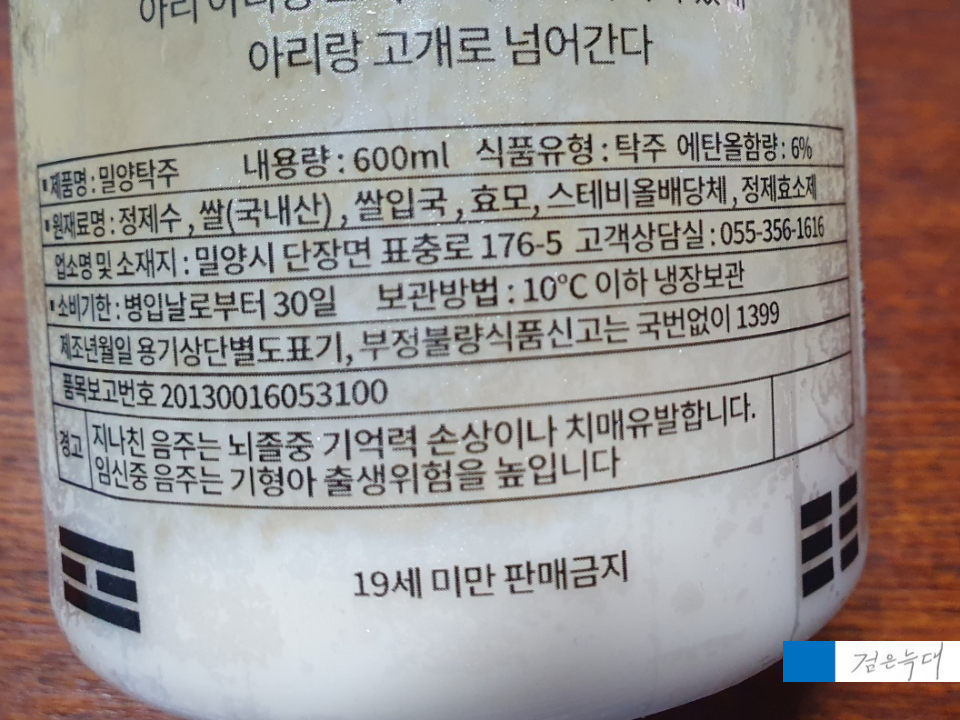 아리랑 고개로 넘어간다
▪제품명 : 밀양탁주 내용량 : 600ml 식품유형 : 탁주 에탄올함량 : 6%
▪원재료명 : 정제수 , 쌀(국내산) , 쌀입국 , 효모, 스테비올배당체 , 정제효소제
업소명 및 소재지 : 밀양시 단장면 표충로 176-5 고객상담실 : 055-356-1616
▪소비기한 : 병입날로부터 30일 보관방법 : 10℃ 이하 냉장보관
제조년월일 용기상단별도표기, 부정불량식품신고는 국번없이 1399
품목보고번호 20130016053100
경고
지나친 음주는 뇌졸중 기억력 손상이나 치매유발합니다.
임신중 음주는 기형아 출생위험을 높입니다
19세 미만 판매금지
검은늑대